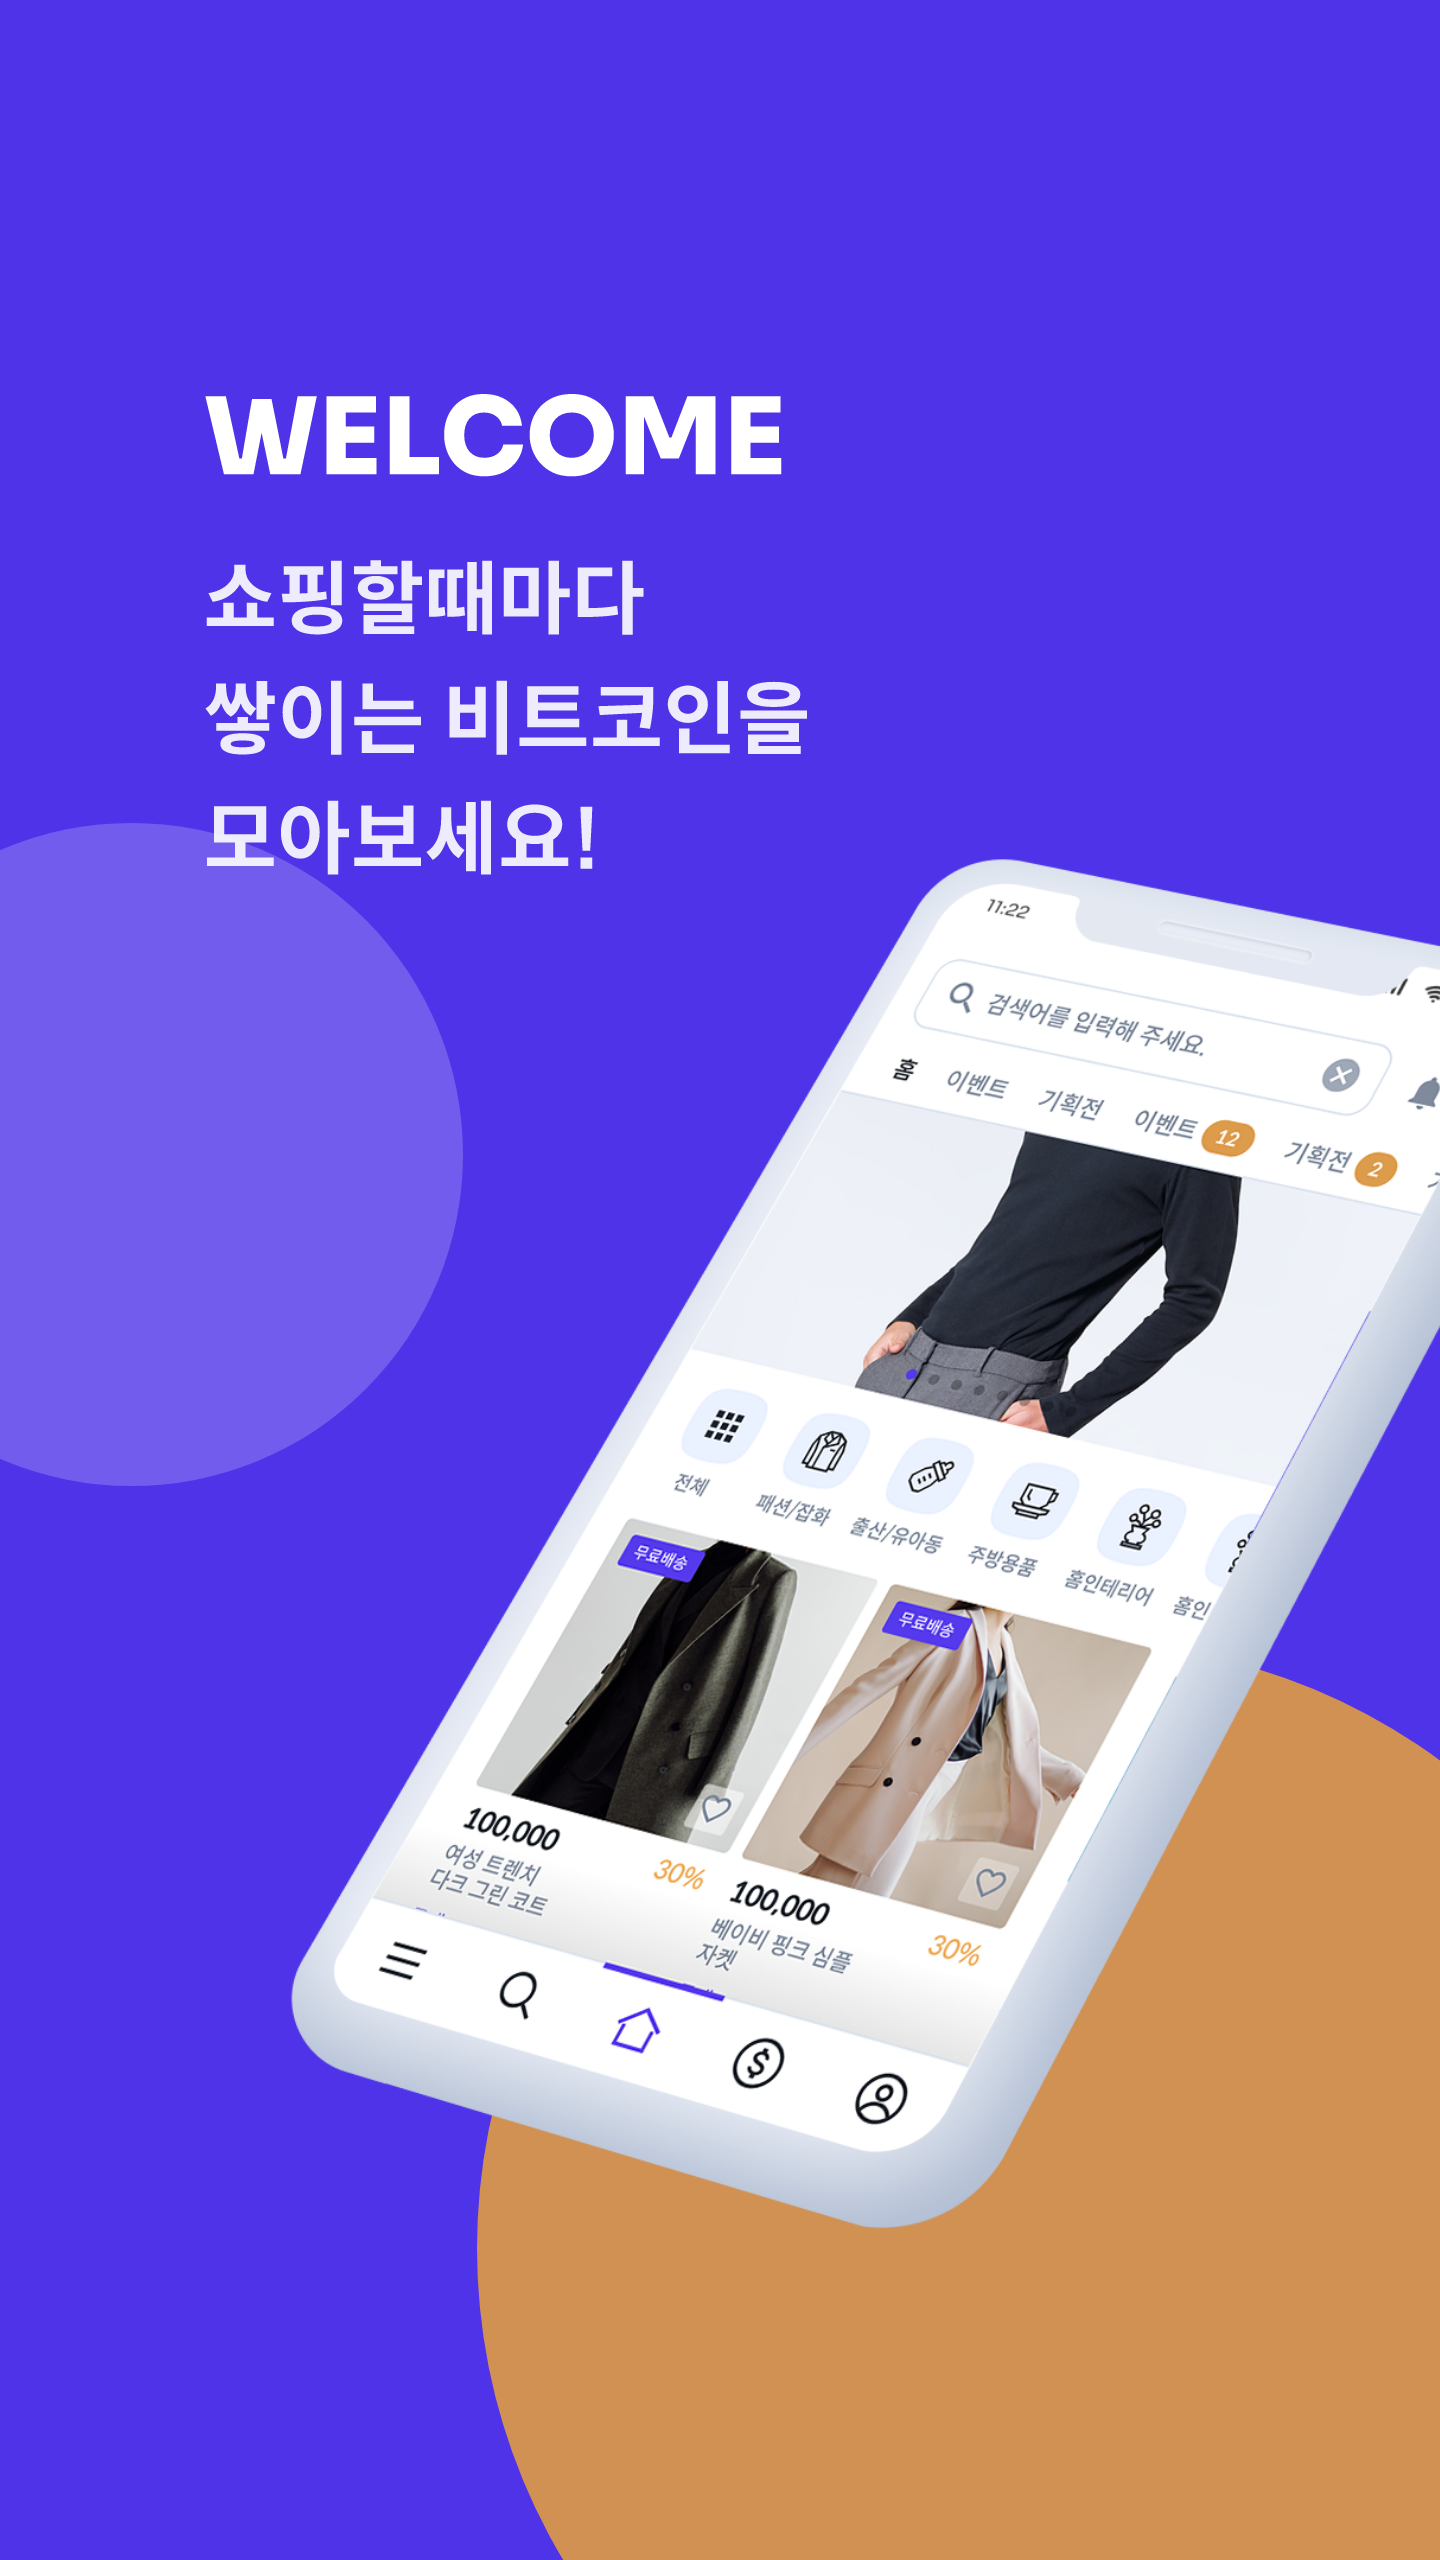 WELCOME
쇼핑할때마다
쌓이는 비트코인을
모아보세요!
11:22
검색어를 입력해 주세요.
홈 이벤트 기획전 이벤트 12 기획전 2
전체 패션/잡화 출산/유아동 주방용품 홈인테리어 홈인
무료배송
100,000 30%
여성 트렌치
다크 그린 코트
무료배송
100,000 30%
베이비 핑크 심플
자켓